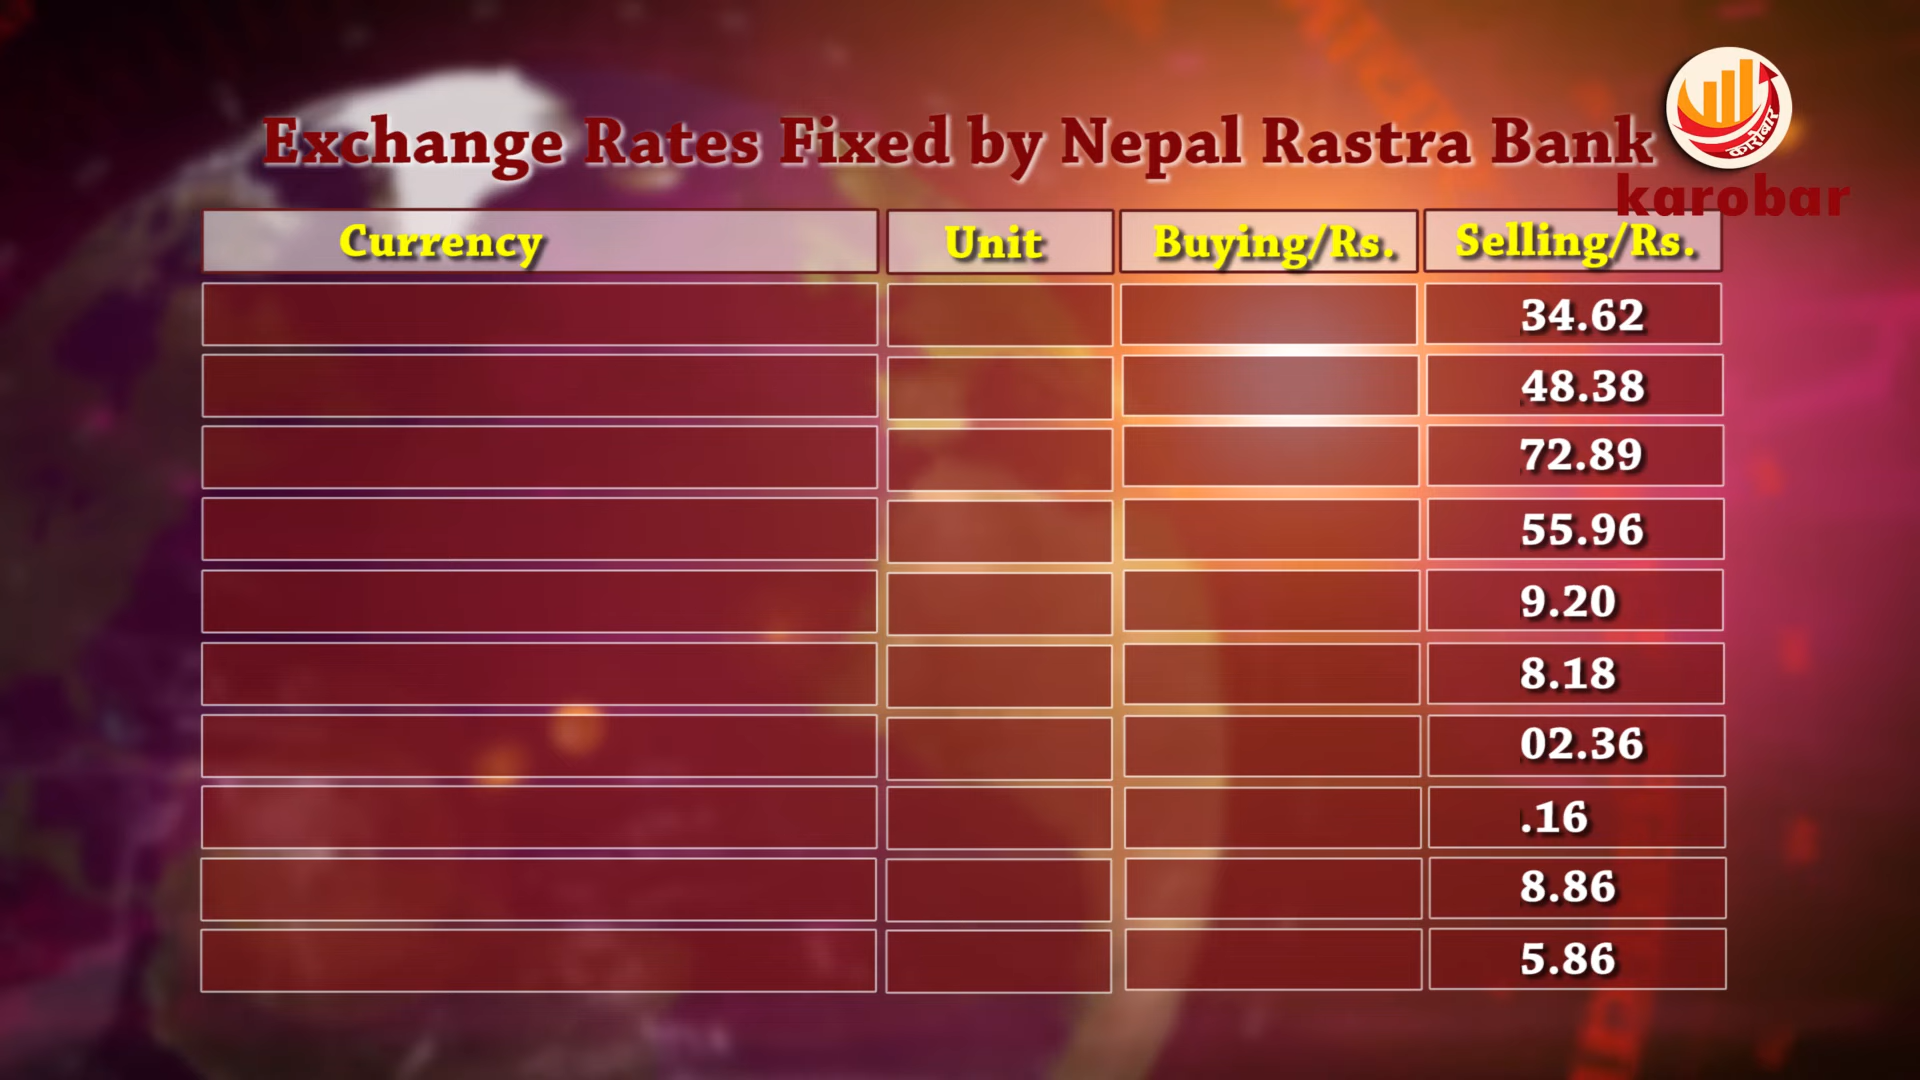 कारोबार
Exchange Rates Fixed by Nepal Rastra Bank
karobar
Currency Unit Buying/Rs. Selling/Rs.
34.62
48.38
72.89
55.96
9.20
8.18
02.36
.16
8.86
5.86